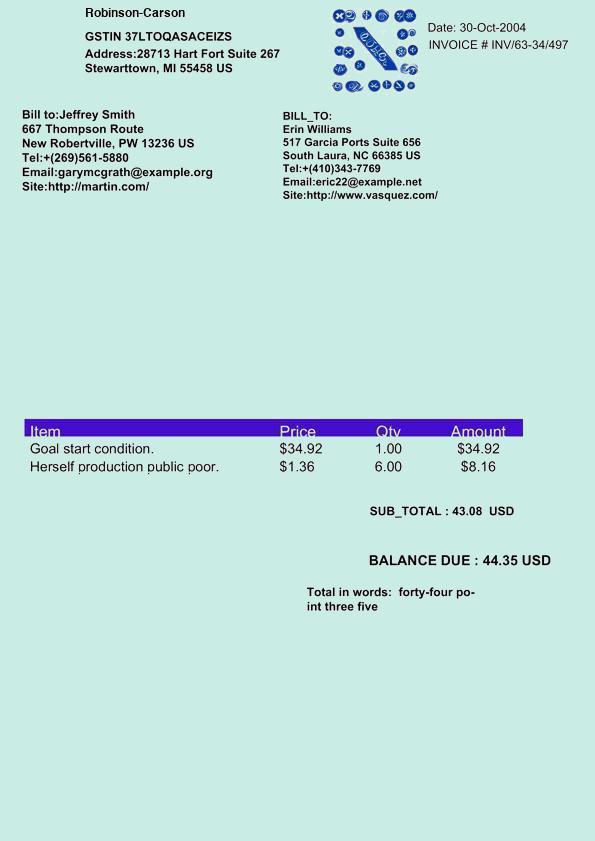 Robinson-Carson
GSTIN 37LTOQASACEIZS
Address:28713 Hart Fort Suite 267
Stewarttown, MI 55458 US
Date: 30-Oct-2004
INVOICE # INV/63-34/497
Bill to:Jeffrey Smith
667 Thompson Route
New Robertville, PW 13236 US
Tel:+(269)561-5880
Email:garymcgrath@example.org
Site:http://martin.com/
BILL_TO:
Erin Williams
517 Garcia Ports Suite 656
South Laura, NC 66385 US
Tel:+(410)343-7769
Email:eric22@example.net
Site:http://www.vasquez.com/
Item Price Qty Amount
Goal start condition. $34.92 1.00 $34.92
Herself production public poor. $1.36 6.00 $8.16
SUB_TOTAL : 43.08 USD
BALANCE DUE : 44.35 USD
Total in words: forty-four po-
int three five